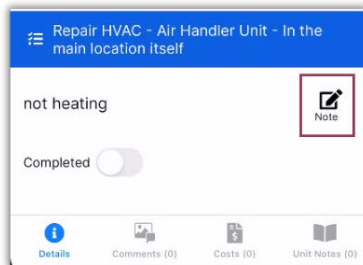 Repair HVAC - Air Handler Unit - In the
main location itself
not heating
Note
Completed
Details Comments (0) Costs (0) Unit Notes (0)